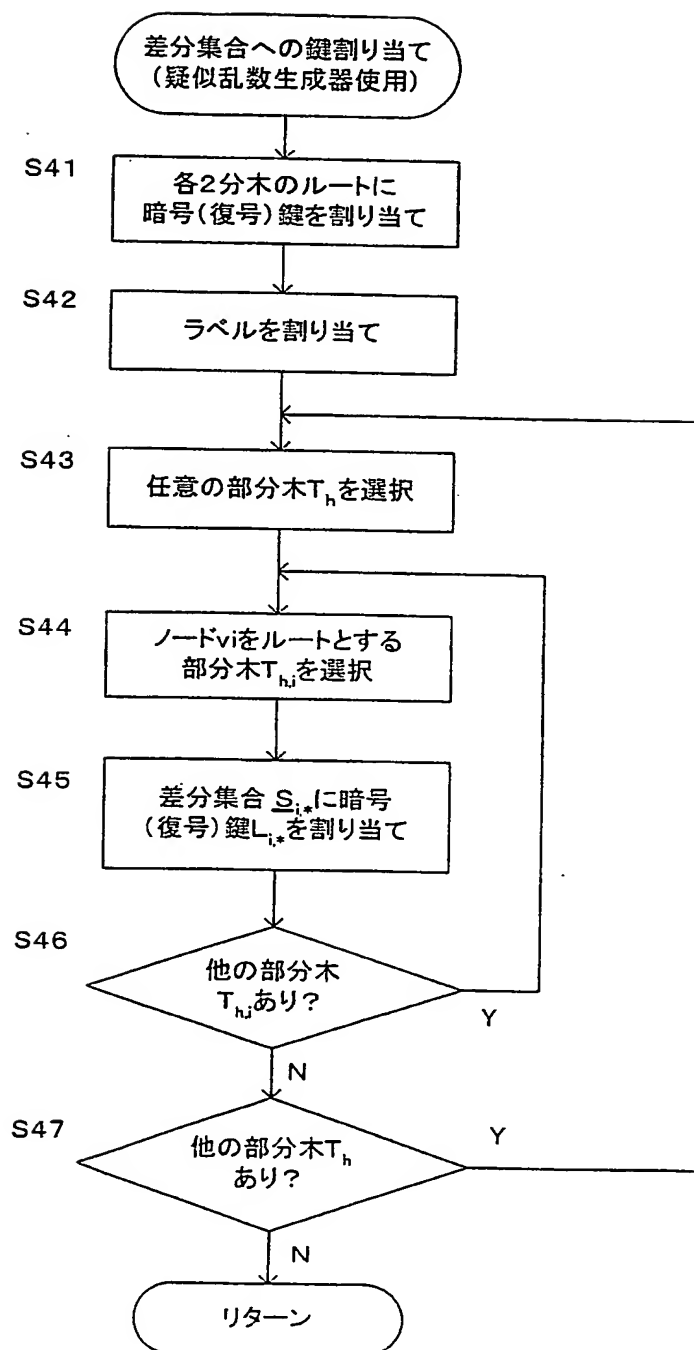 差分集合への鍵割り当て
(疑似乱数生成器使用)
S41
各2分木のルートに
暗号(復号)鍵を割り当て
S42
ラベルを割り当て
S43
任意の部分木Thを選択
S44
ノードviをルートとする
部分木Th,iを選択
S45
差分集合 Si,*に暗号
(復号)鍵Li,*を割り当て
S46
他の部分木
Th,iあり?
Y
N
S47
他の部分木Th
あり?
Y
N
リターン